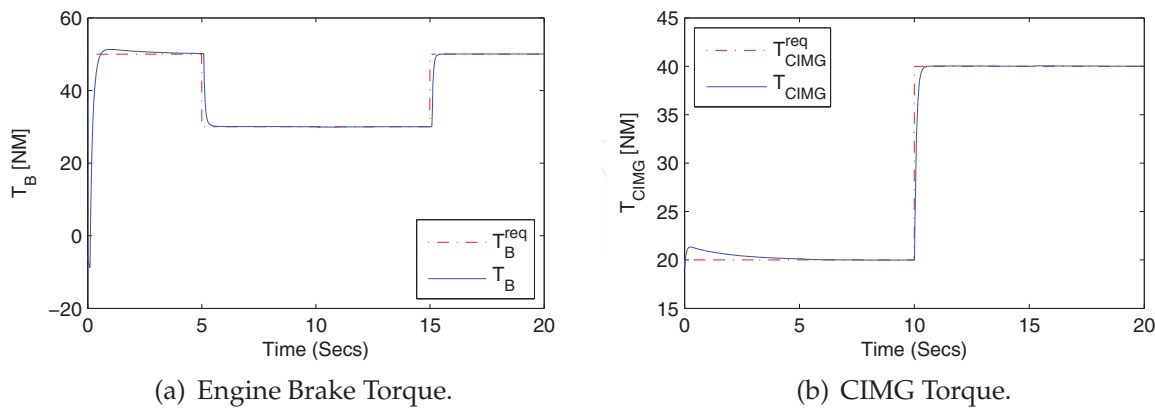 60
40
20
0
−20
T_B [NM]
0 5 10 15 20
Time (Secs)
T_B^req
T_B
(a) Engine Brake Torque.
45
40
35
30
25
20
15
T_CIMG [NM]
0 5 10 15 20
Time (Secs)
T_CIMG^req
T_CIMG
(b) CIMG Torque.